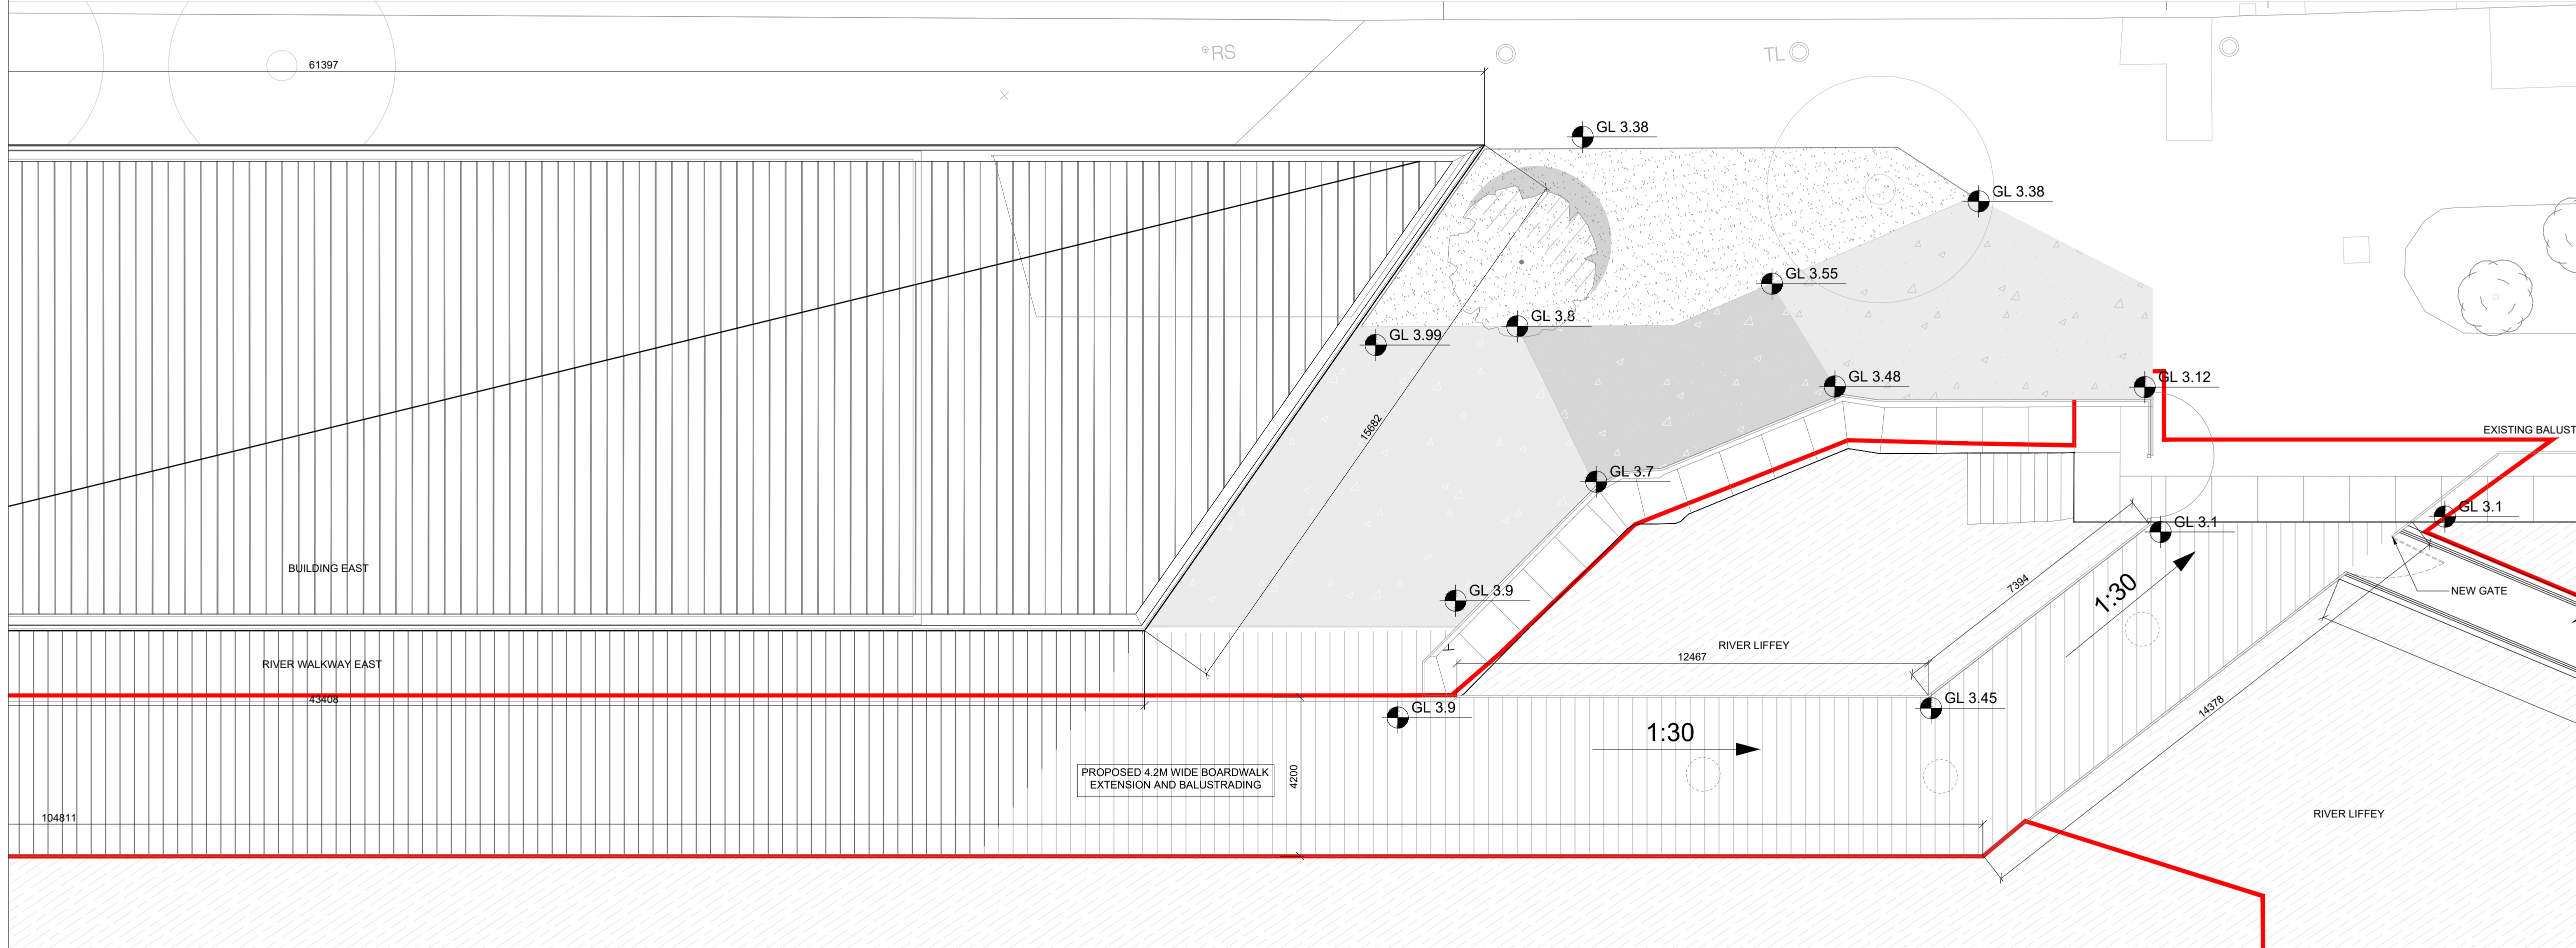 RS
TL
61397
GL 3.38
GL 3.38
GL 3.55
GL 3.8
GL 3.99
GL 3.48
GL 3.12
15682
EXISTING BALUST
GL 3.7
GL 3.1
GL 3.1
BUILDING EAST
7394
1:30
NEW GATE
GL 3.9
RIVER LIFFEY
12467
RIVER WALKWAY EAST
43408
GL 3.9
GL 3.45
14378
1:30
PROPOSED 4.2M WIDE BOARDWALK
EXTENSION AND BALUSTRADING
4200
104811
RIVER LIFFEY